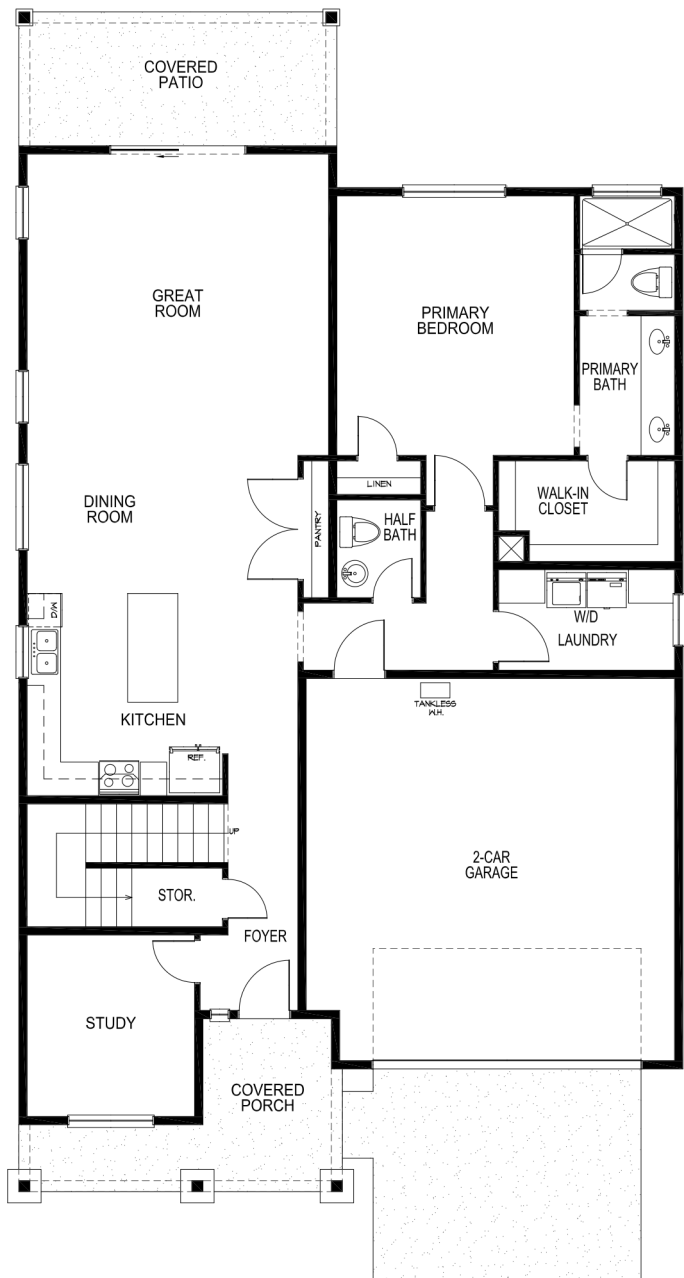 COVERED
PATIO
GREAT
ROOM
PRIMARY
BEDROOM
PRIMARY
BATH
LINEN
WALK-IN
CLOSET
DINING
ROOM
PANTRY
HALF
BATH
D/W
W/D
LAUNDRY
TANKLESS
W.H.
KITCHEN
REF.
UP
2-CAR
GARAGE
STOR.
FOYER
STUDY
COVERED
PORCH